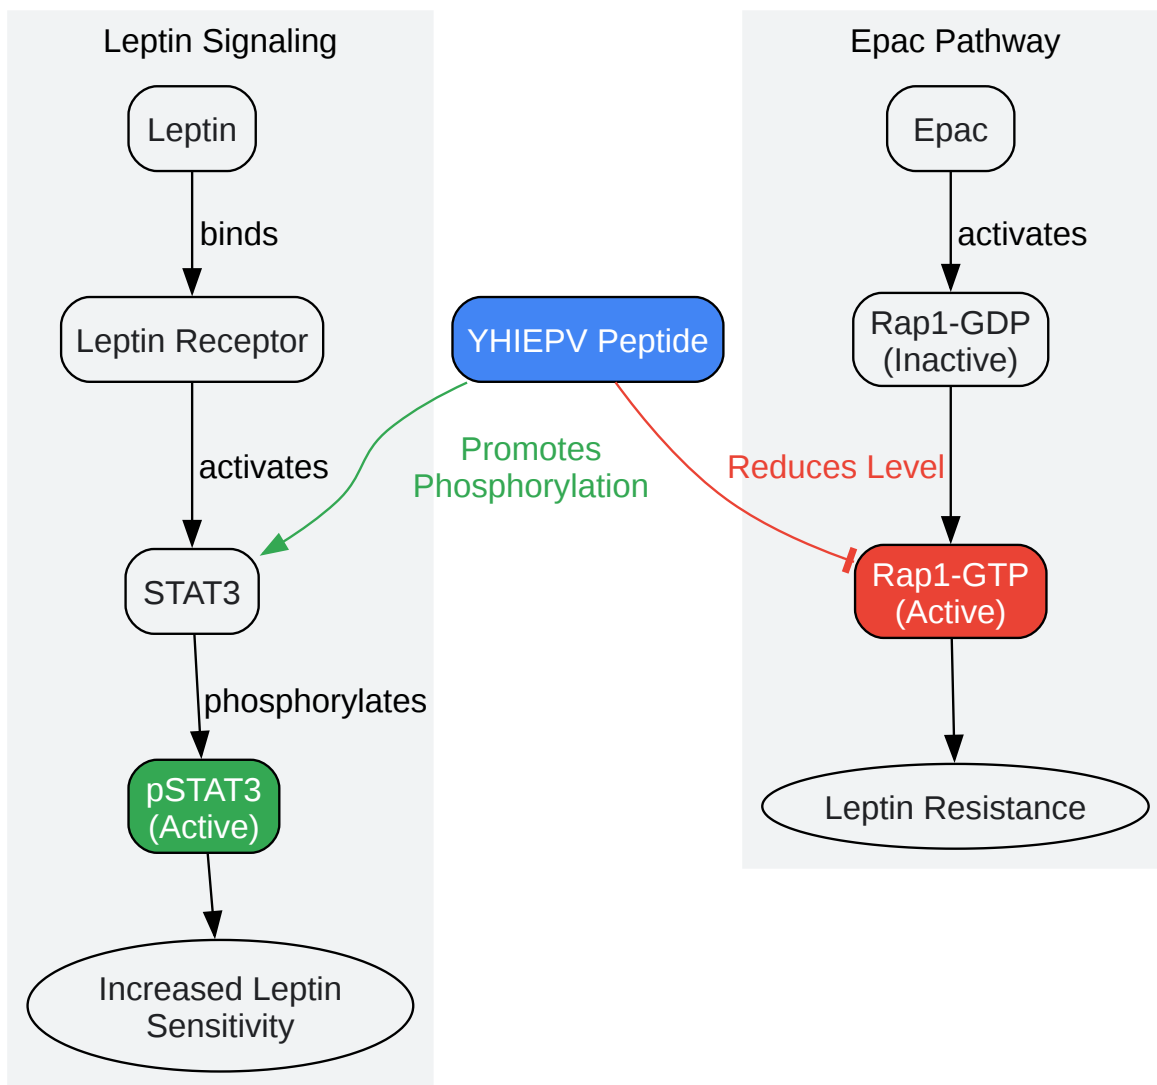 Leptin Signaling
Leptin
binds
Leptin Receptor
activates
STAT3
phosphorylates
pSTAT3
(Active)
Increased Leptin
Sensitivity
YHIEPV Peptide
Promotes
Phosphorylation
Reduces Level
Epac Pathway
Epac
activates
Rap1-GDP
(Inactive)
Rap1-GTP
(Active)
Leptin Resistance